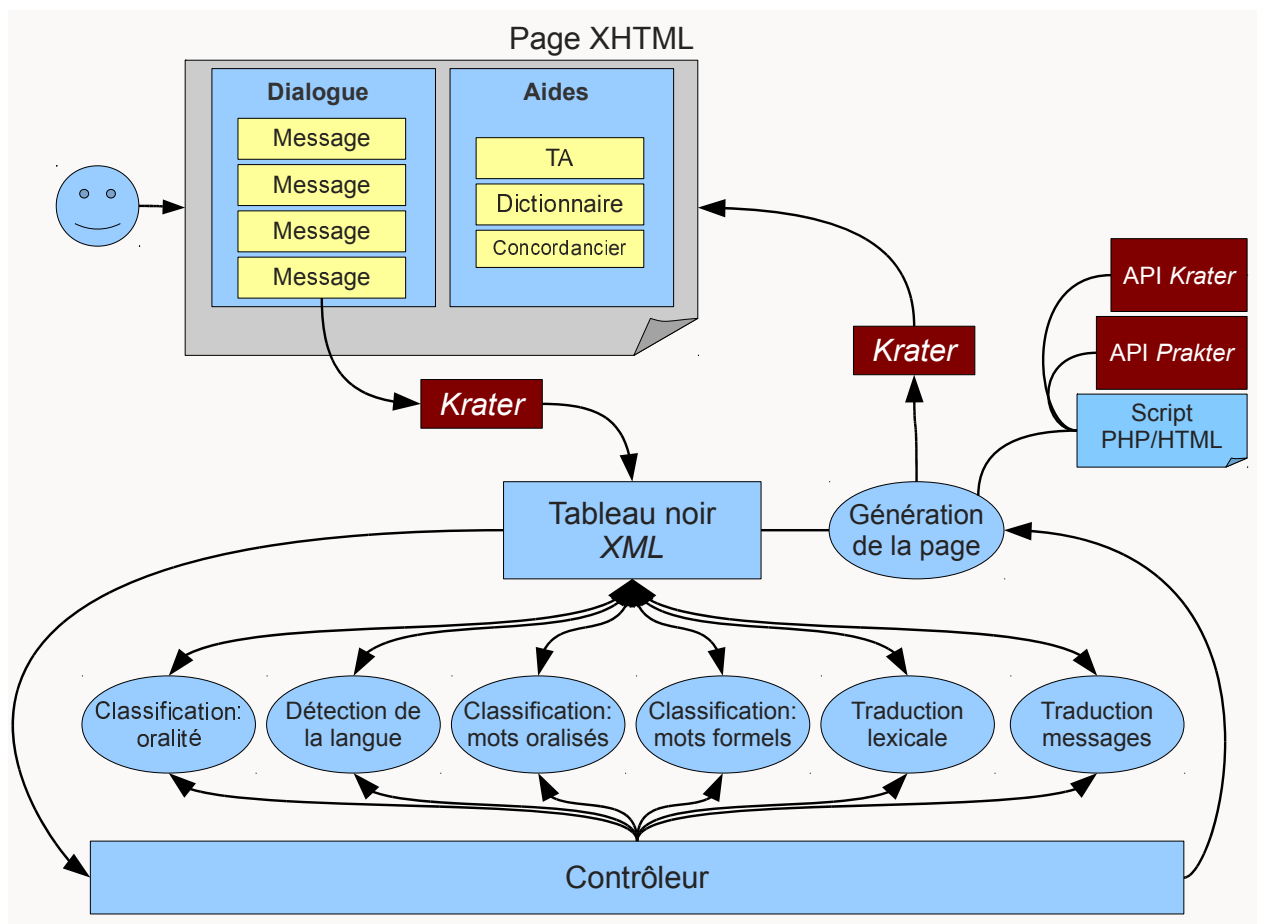 Page XHTML
Dialogue
Message
Message
Message
Message
Aides
TA
Dictionnaire
Concordancier
API Krater
API Prakter
Script
PHP/HTML
Krater
Krater
Tableau noir
XML
Génération
de la page
Classification:
oralité
Détection de
la langue
Classification:
mots oralisés
Classification:
mots formels
Traduction
lexicale
Traduction
messages
Contrôleur